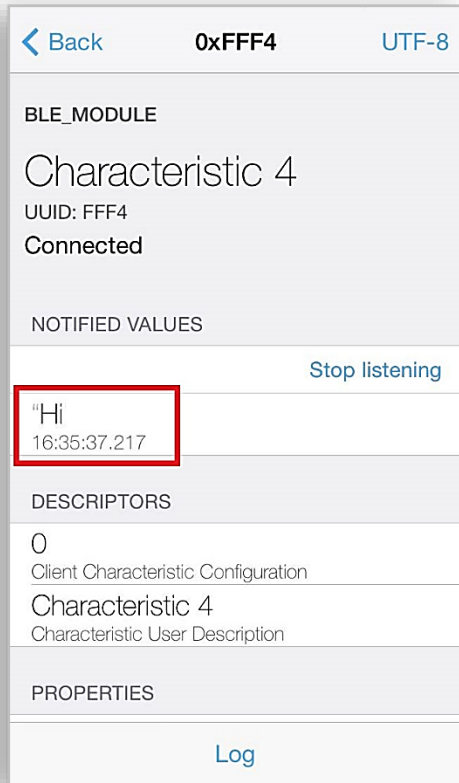 Back 0xFFF4 UTF-8
BLE_MODULE
Characteristic 4
UUID: FFF4
Connected
NOTIFIED VALUES
Stop listening
“Hi
16:35:37.217
DESCRIPTORS
0
Client Characteristic Configuration
Characteristic 4
Characteristic User Description
PROPERTIES
Log